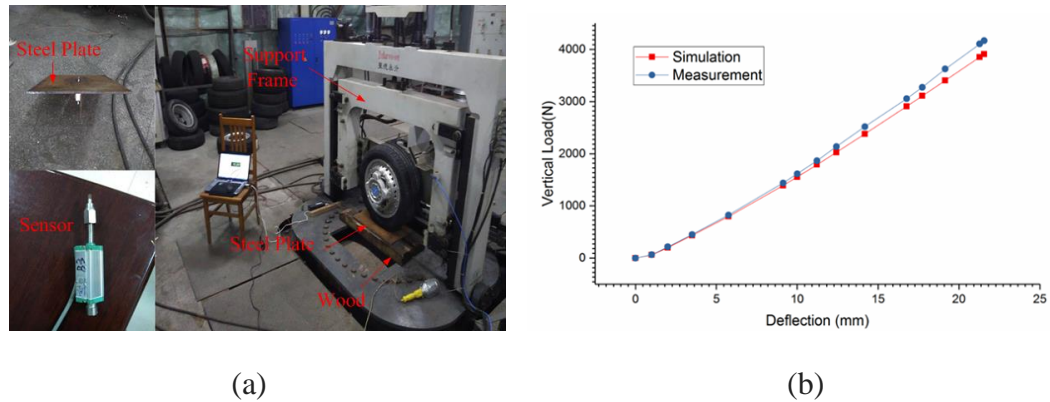 Steel Plate
Sensor
Support
Frame
Steel Plate
Wood
Simulation
Measurement
4000
3000
2000
1000
0
Vertical Load(N)
0 5 10 15 20 25
Deflection (mm)
(a)
(b)